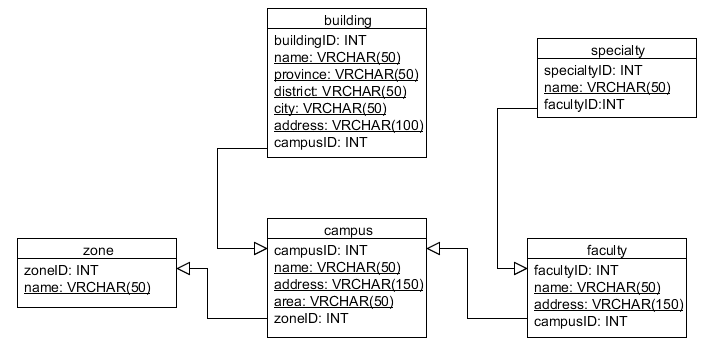 building
buildingID: INT
name: VRCHAR(50)
province: VRCHAR(50)
district: VRCHAR(50)
city: VRCHAR(50)
address: VRCHAR(100)
campusID: INT
specialty
specialtyID: INT
name: VRCHAR(50)
facultyID:INT
zone
zoneID: INT
name: VRCHAR(50)
campus
campusID: INT
name: VRCHAR(50)
address: VRCHAR(150)
area: VRCHAR(50)
zoneID: INT
faculty
facultyID: INT
name: VRCHAR(50)
address: VRCHAR(150)
campusID: INT